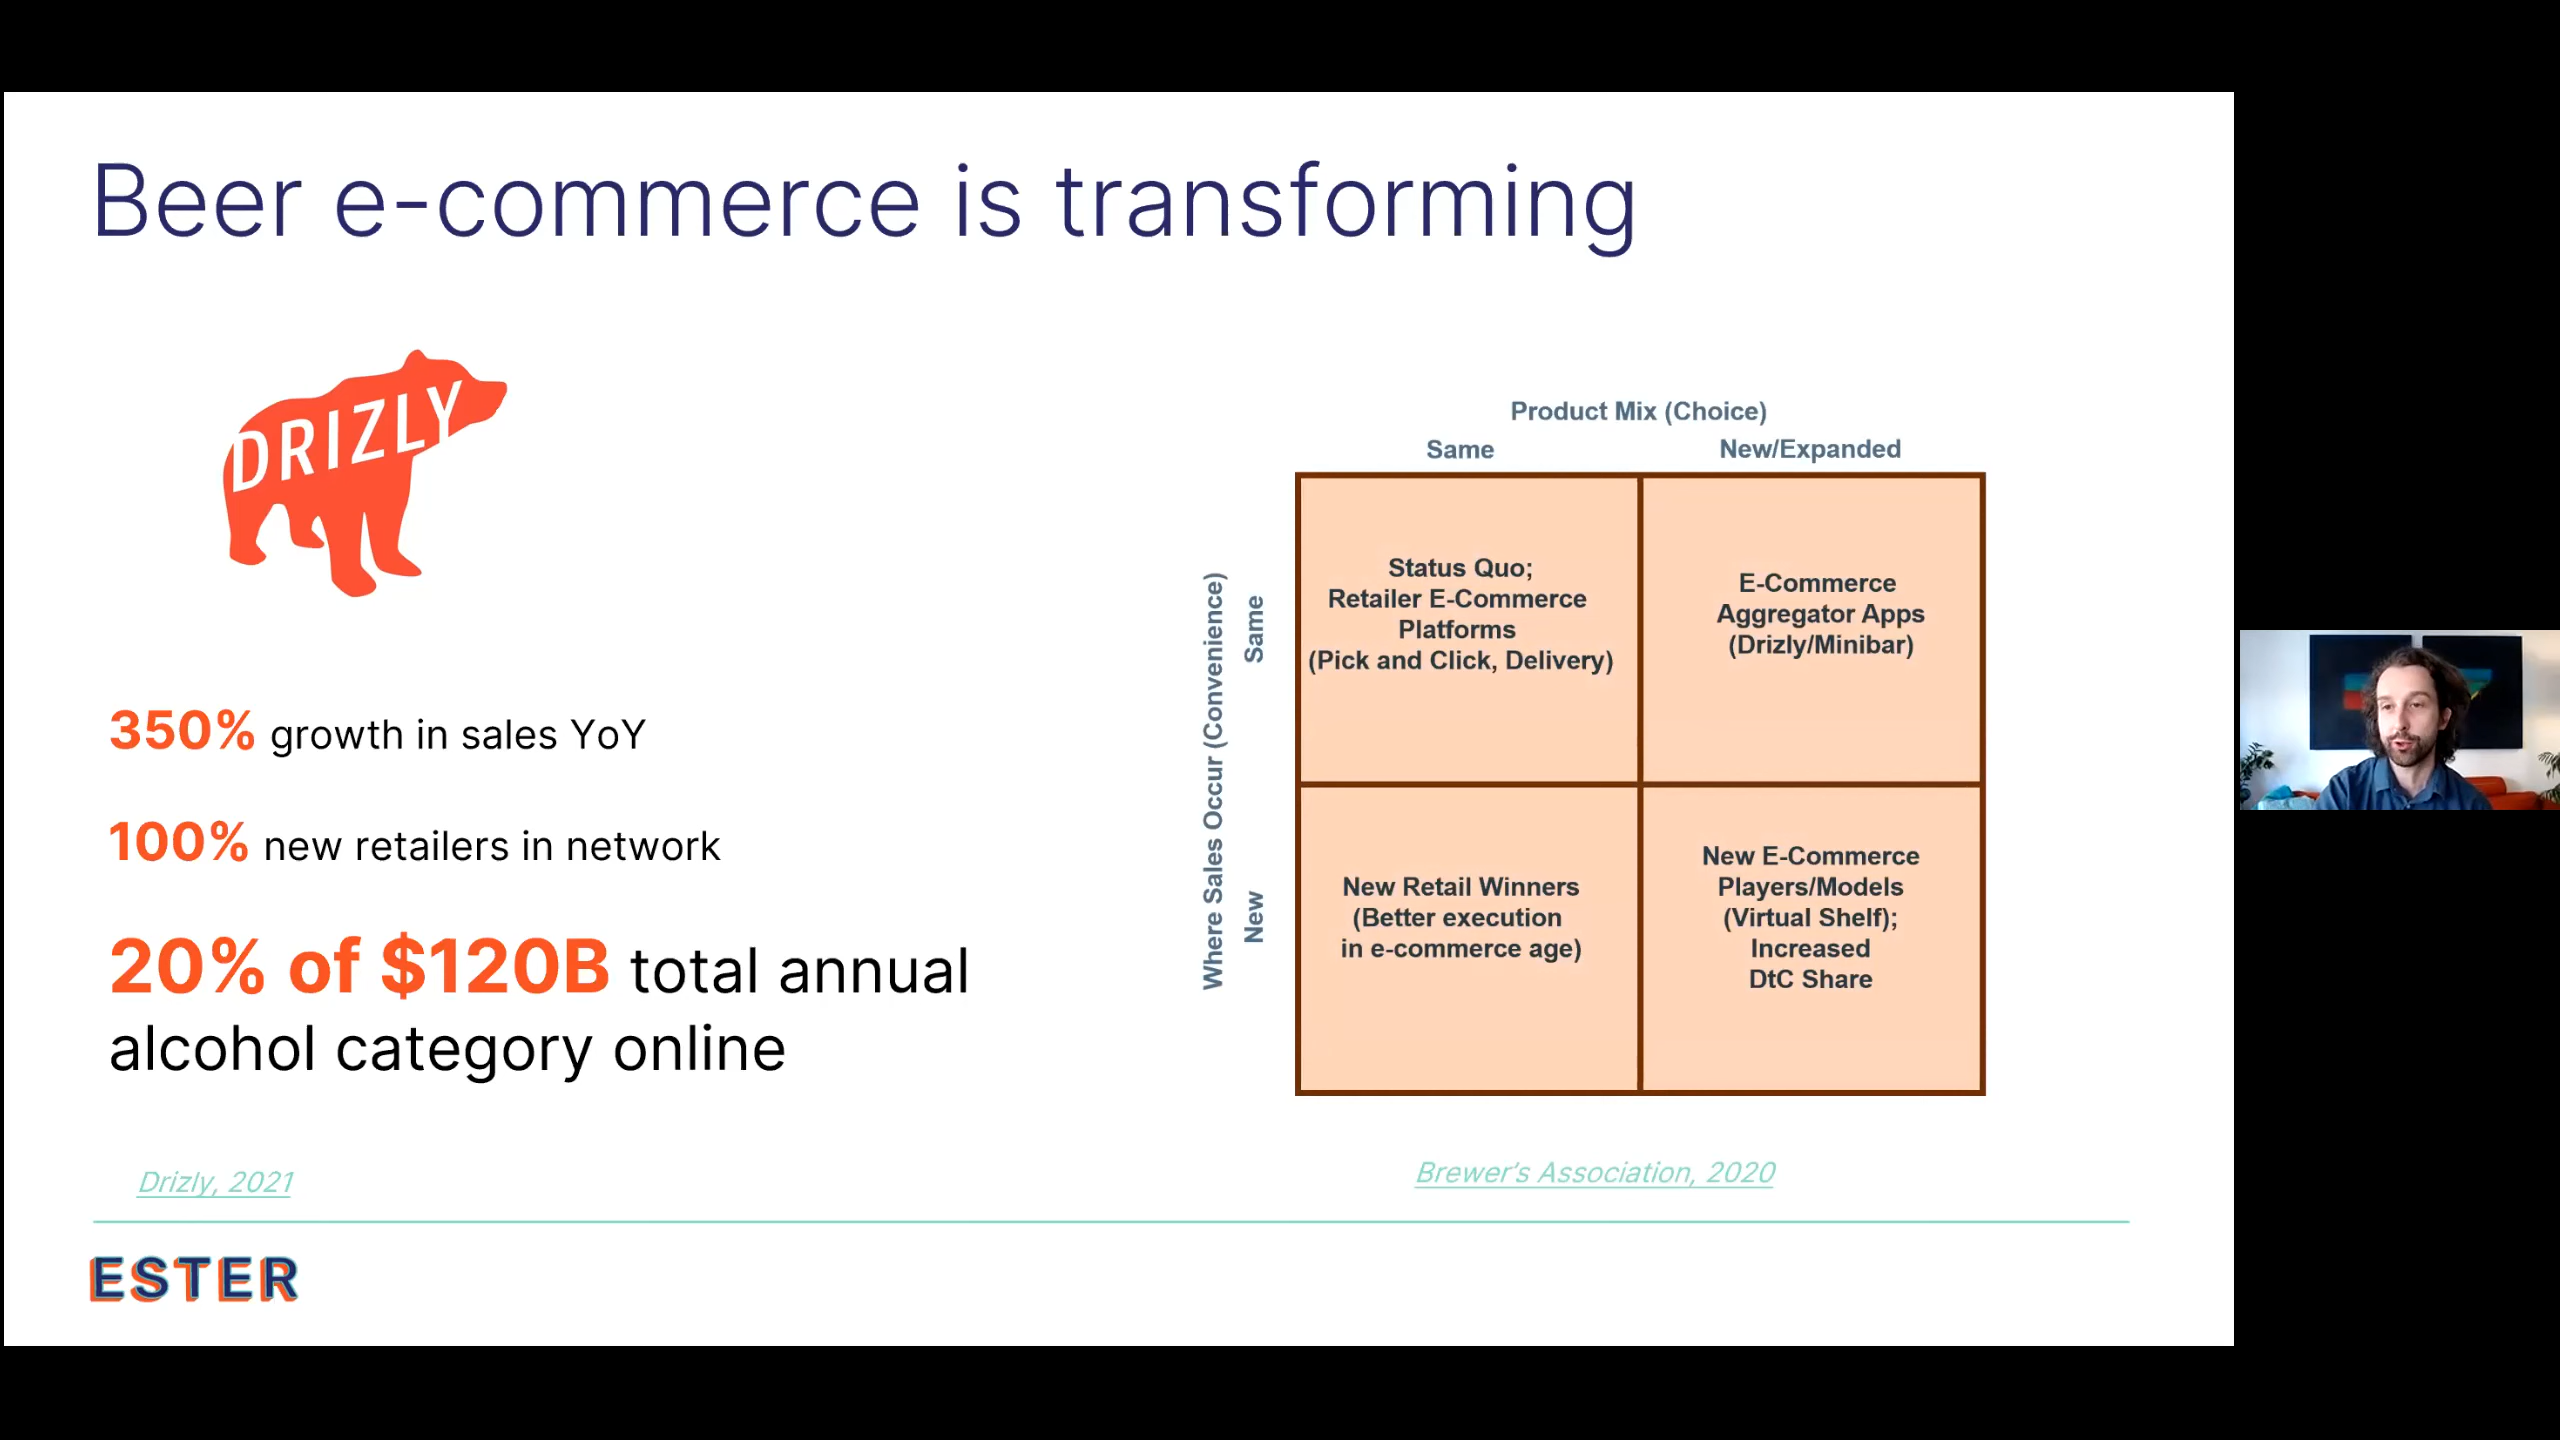 Beer e-commerce is transforming
DRIZLY
350% growth in sales YoY
100% new retailers in network
20% of $120B total annual
alcohol category online
Drizly, 2021
Product Mix (Choice)
Same
New/Expanded
Where Sales Occur (Convenience)
Same
New
Status Quo;
Retailer E-Commerce
Platforms
(Pick and Click, Delivery)
E-Commerce
Aggregator Apps
(Drizly/Minibar)
New Retail Winners
(Better execution
in e-commerce age)
New E-Commerce
Players/Models
(Virtual Shelf);
Increased
DtC Share
Brewer's Association, 2020
ESTER